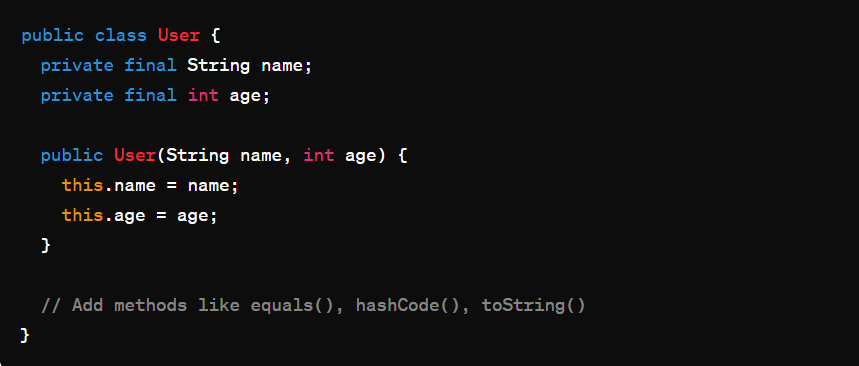 public class User {
  private final String name;
  private final int age;

  public User(String name, int age) {
    this.name = name;
    this.age = age;
  }

  // Add methods like equals(), hashCode(), toString()
}